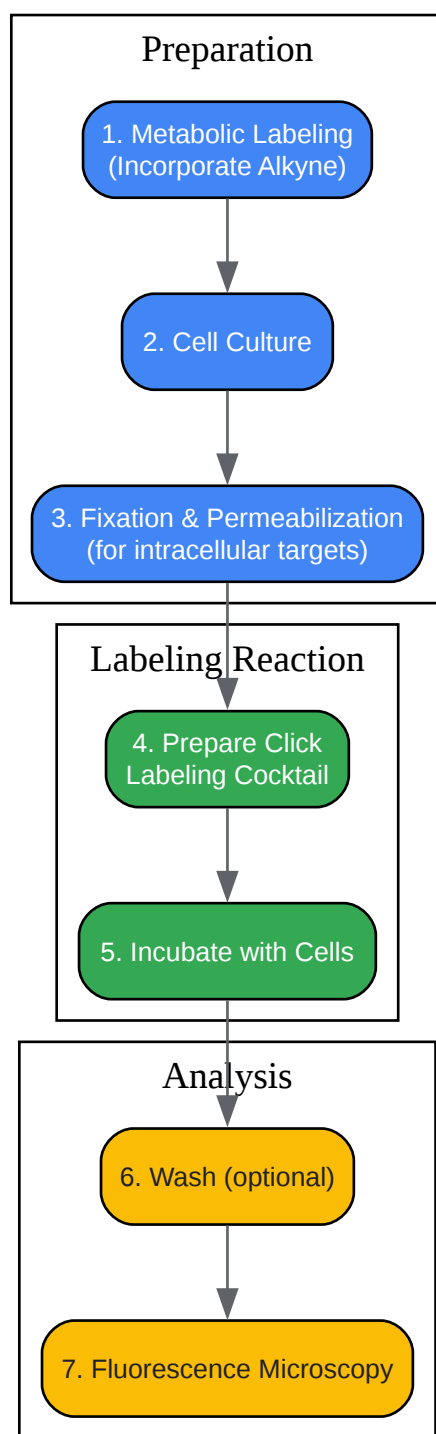 Preparation
1. Metabolic Labeling
(Incorporate Alkyne)
2. Cell Culture
3. Fixation & Permeabilization
(for intracellular targets)
Labeling Reaction
4. Prepare Click
Labeling Cocktail
5. Incubate with Cells
Analysis
6. Wash (optional)
7. Fluorescence Microscopy